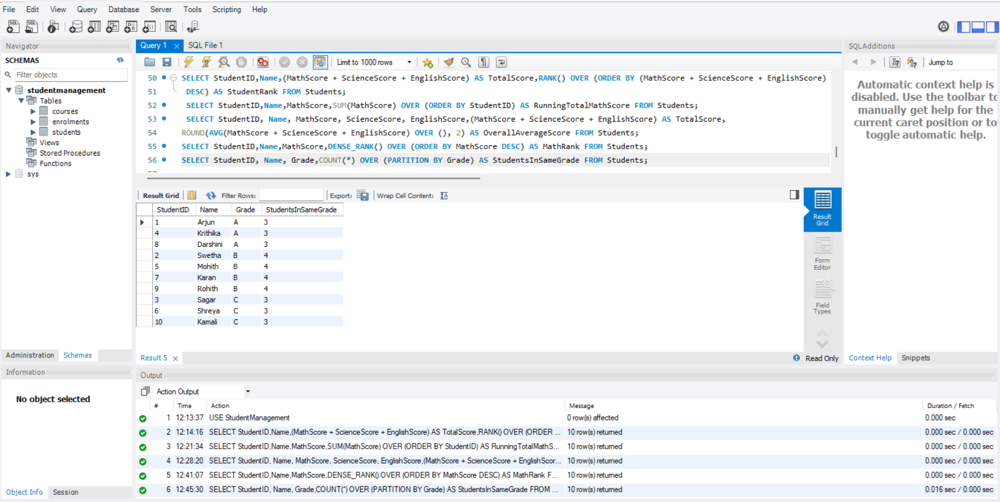 File Edit View Query Database Server Tools Scripting Help
Navigator
SCHEMAS
Filter objects
studentmanagement
Tables
courses
enrolments
students
Views
Stored Procedures
Functions
sys
Administration Schemas
Information
No object selected
Object Info Session
Query 1 SQL File 1
Limit to 1000 rows
50 SELECT StudentID,Name,(MathScore + ScienceScore + EnglishScore) AS TotalScore,RANK() OVER (ORDER BY (MathScore + ScienceScore + EnglishScore)
51 DESC) AS StudentRank FROM Students;
52 SELECT StudentID,Name,MathScore,SUM(MathScore) OVER (ORDER BY StudentID) AS RunningTotalMathScore FROM Students;
53 SELECT StudentID, Name, MathScore, ScienceScore, EnglishScore,(MathScore + ScienceScore + EnglishScore) AS TotalScore,
54 ROUND(AVG(MathScore + ScienceScore + EnglishScore) OVER (), 2) AS OverallAverageScore FROM Students;
55 SELECT StudentID,Name,MathScore,DENSE_RANK() OVER (ORDER BY MathScore DESC) AS MathRank FROM Students;
56 SELECT StudentID, Name, Grade,COUNT(*) OVER (PARTITION BY Grade) AS StudentsInSameGrade FROM Students;
Result Grid Filter Rows: Export: Wrap Cell Content:
StudentID Name Grade StudentsInSameGrade
1 Arjun A 3
4 Krithika A 3
8 Darshini A 3
2 Swetha B 4
5 Mohith B 4
7 Karan B 4
9 Rohith B 4
3 Sagar C 3
6 Shreya C 3
10 Kamali C 3
Result
Grid
Form
Editor
Field
Types
Result 5 Read Only
SQLAdditions
Jump to
Automatic context help is
disabled. Use the toolbar to
manually get help for the
current caret position or to
toggle automatic help.
Context Help Snippets
Output
Action Output
# Time Action Message Duration / Fetch
1 12:13:37 USE StudentManagement 0 row(s) affected 0.000 sec
2 12:14:16 SELECT StudentID,Name,(MathScore + ScienceScore + EnglishScore) AS TotalScore,RANK() OVER (ORDER ... 10 row(s) returned 0.000 sec / 0.000 sec
3 12:21:34 SELECT StudentID,Name,MathScore,SUM(MathScore) OVER (ORDER BY StudentID) AS RunningTotalMathS... 10 row(s) returned 0.000 sec / 0.000 sec
4 12:28:20 SELECT StudentID, Name, MathScore, ScienceScore, EnglishScore,(MathScore + ScienceScore + EnglishScor... 10 row(s) returned 0.000 sec / 0.000 sec
5 12:41:07 SELECT StudentID,Name,MathScore,DENSE_RANK() OVER (ORDER BY MathScore DESC) AS MathRank F... 10 row(s) returned 0.000 sec / 0.000 sec
6 12:45:30 SELECT StudentID, Name, Grade,COUNT(*) OVER (PARTITION BY Grade) AS StudentsInSameGrade FROM ... 10 row(s) returned 0.016 sec / 0.000 sec